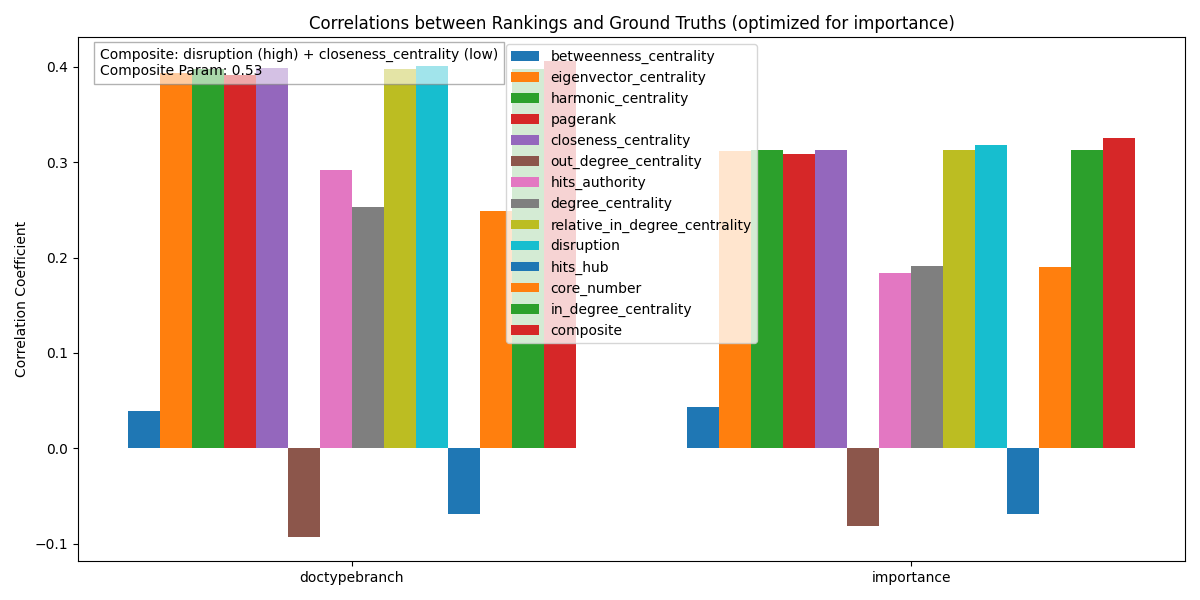 Correlations between Rankings and Ground Truths (optimized for importance)
Composite: disruption (high) + closeness_centrality (low)
Composite Param: 0.53
betweenness_centrality
eigenvector_centrality
harmonic_centrality
pagerank
closeness_centrality
out_degree_centrality
hits_authority
degree_centrality
relative_in_degree_centrality
disruption
hits_hub
core_number
in_degree_centrality
composite
Correlation Coefficient
0.4
0.3
0.2
0.1
0.0
−0.1
doctypebranch
importance